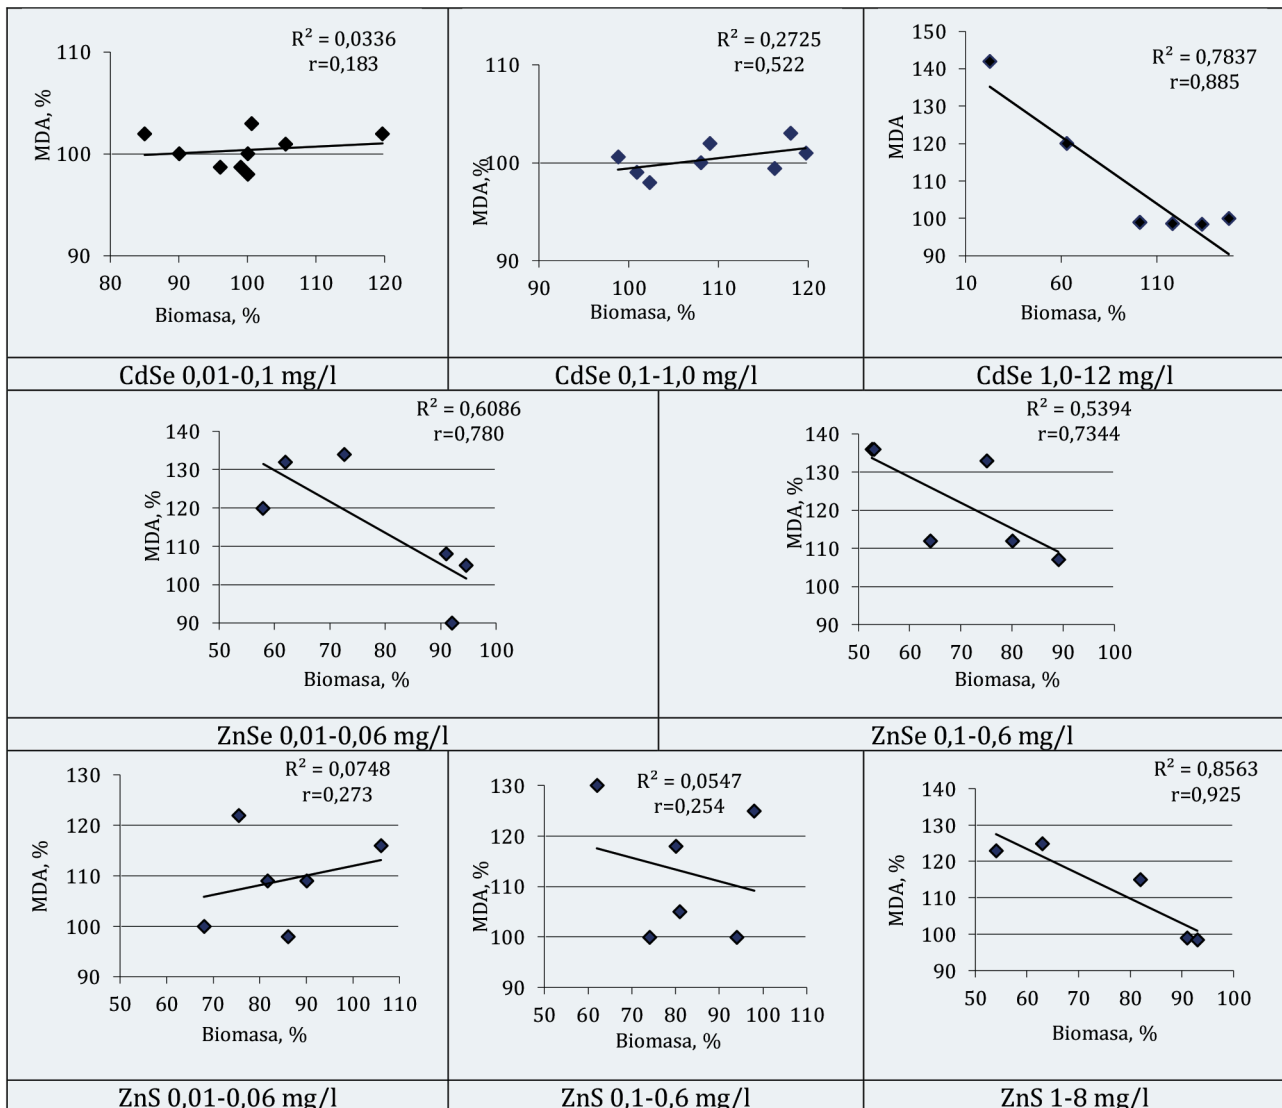 R² = 0,0336
r=0,183
110
100
90
MDA, %
80 90 100 110 120
Biomasa, %
R² = 0,2725
r=0,522
110
100
90
MDA,%
90 100 110 120
Biomasa, %
R² = 0,7837
r=0,885
150
140
130
120
110
100
90
MDA
10 60 110
CdSe 0,01-0,1 mg/l
CdSe 0,1-1,0 mg/l
CdSe 1,0-12 mg/l
R² = 0,6086
r=0,780
140
130
120
110
100
90
MDA, %
50 60 70 80 90 100
Biomasa, %
R² = 0,5394
r=0,7344
140
130
120
110
100
90
MDA, %
50 60 70 80 90 100
Biomasa, %
ZnSe 0,01-0,06 mg/l
ZnSe 0,1-0,6 mg/l
R² = 0,0748
r=0,273
130
120
110
100
90
MDA, %
50 60 70 80 90 100 110
Biomasa, %
R² = 0,0547
r=0,254
130
120
110
100
90
MDA, %
50 60 70 80 90 100 110
Biomasa, %
R² = 0,8563
r=0,925
140
130
120
110
100
90
MDA, %
50 60 70 80 90 100
Biomasa, %
ZnS 0,01-0,06 mg/l
ZnS 0,1-0,6 mg/l
ZnS 1-8 mg/l